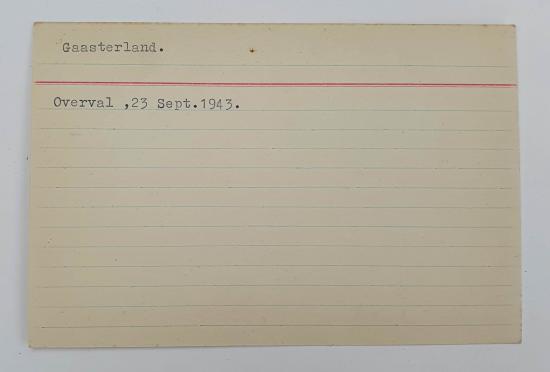 Gaasterland.
Overval ,23 Sept.1943.